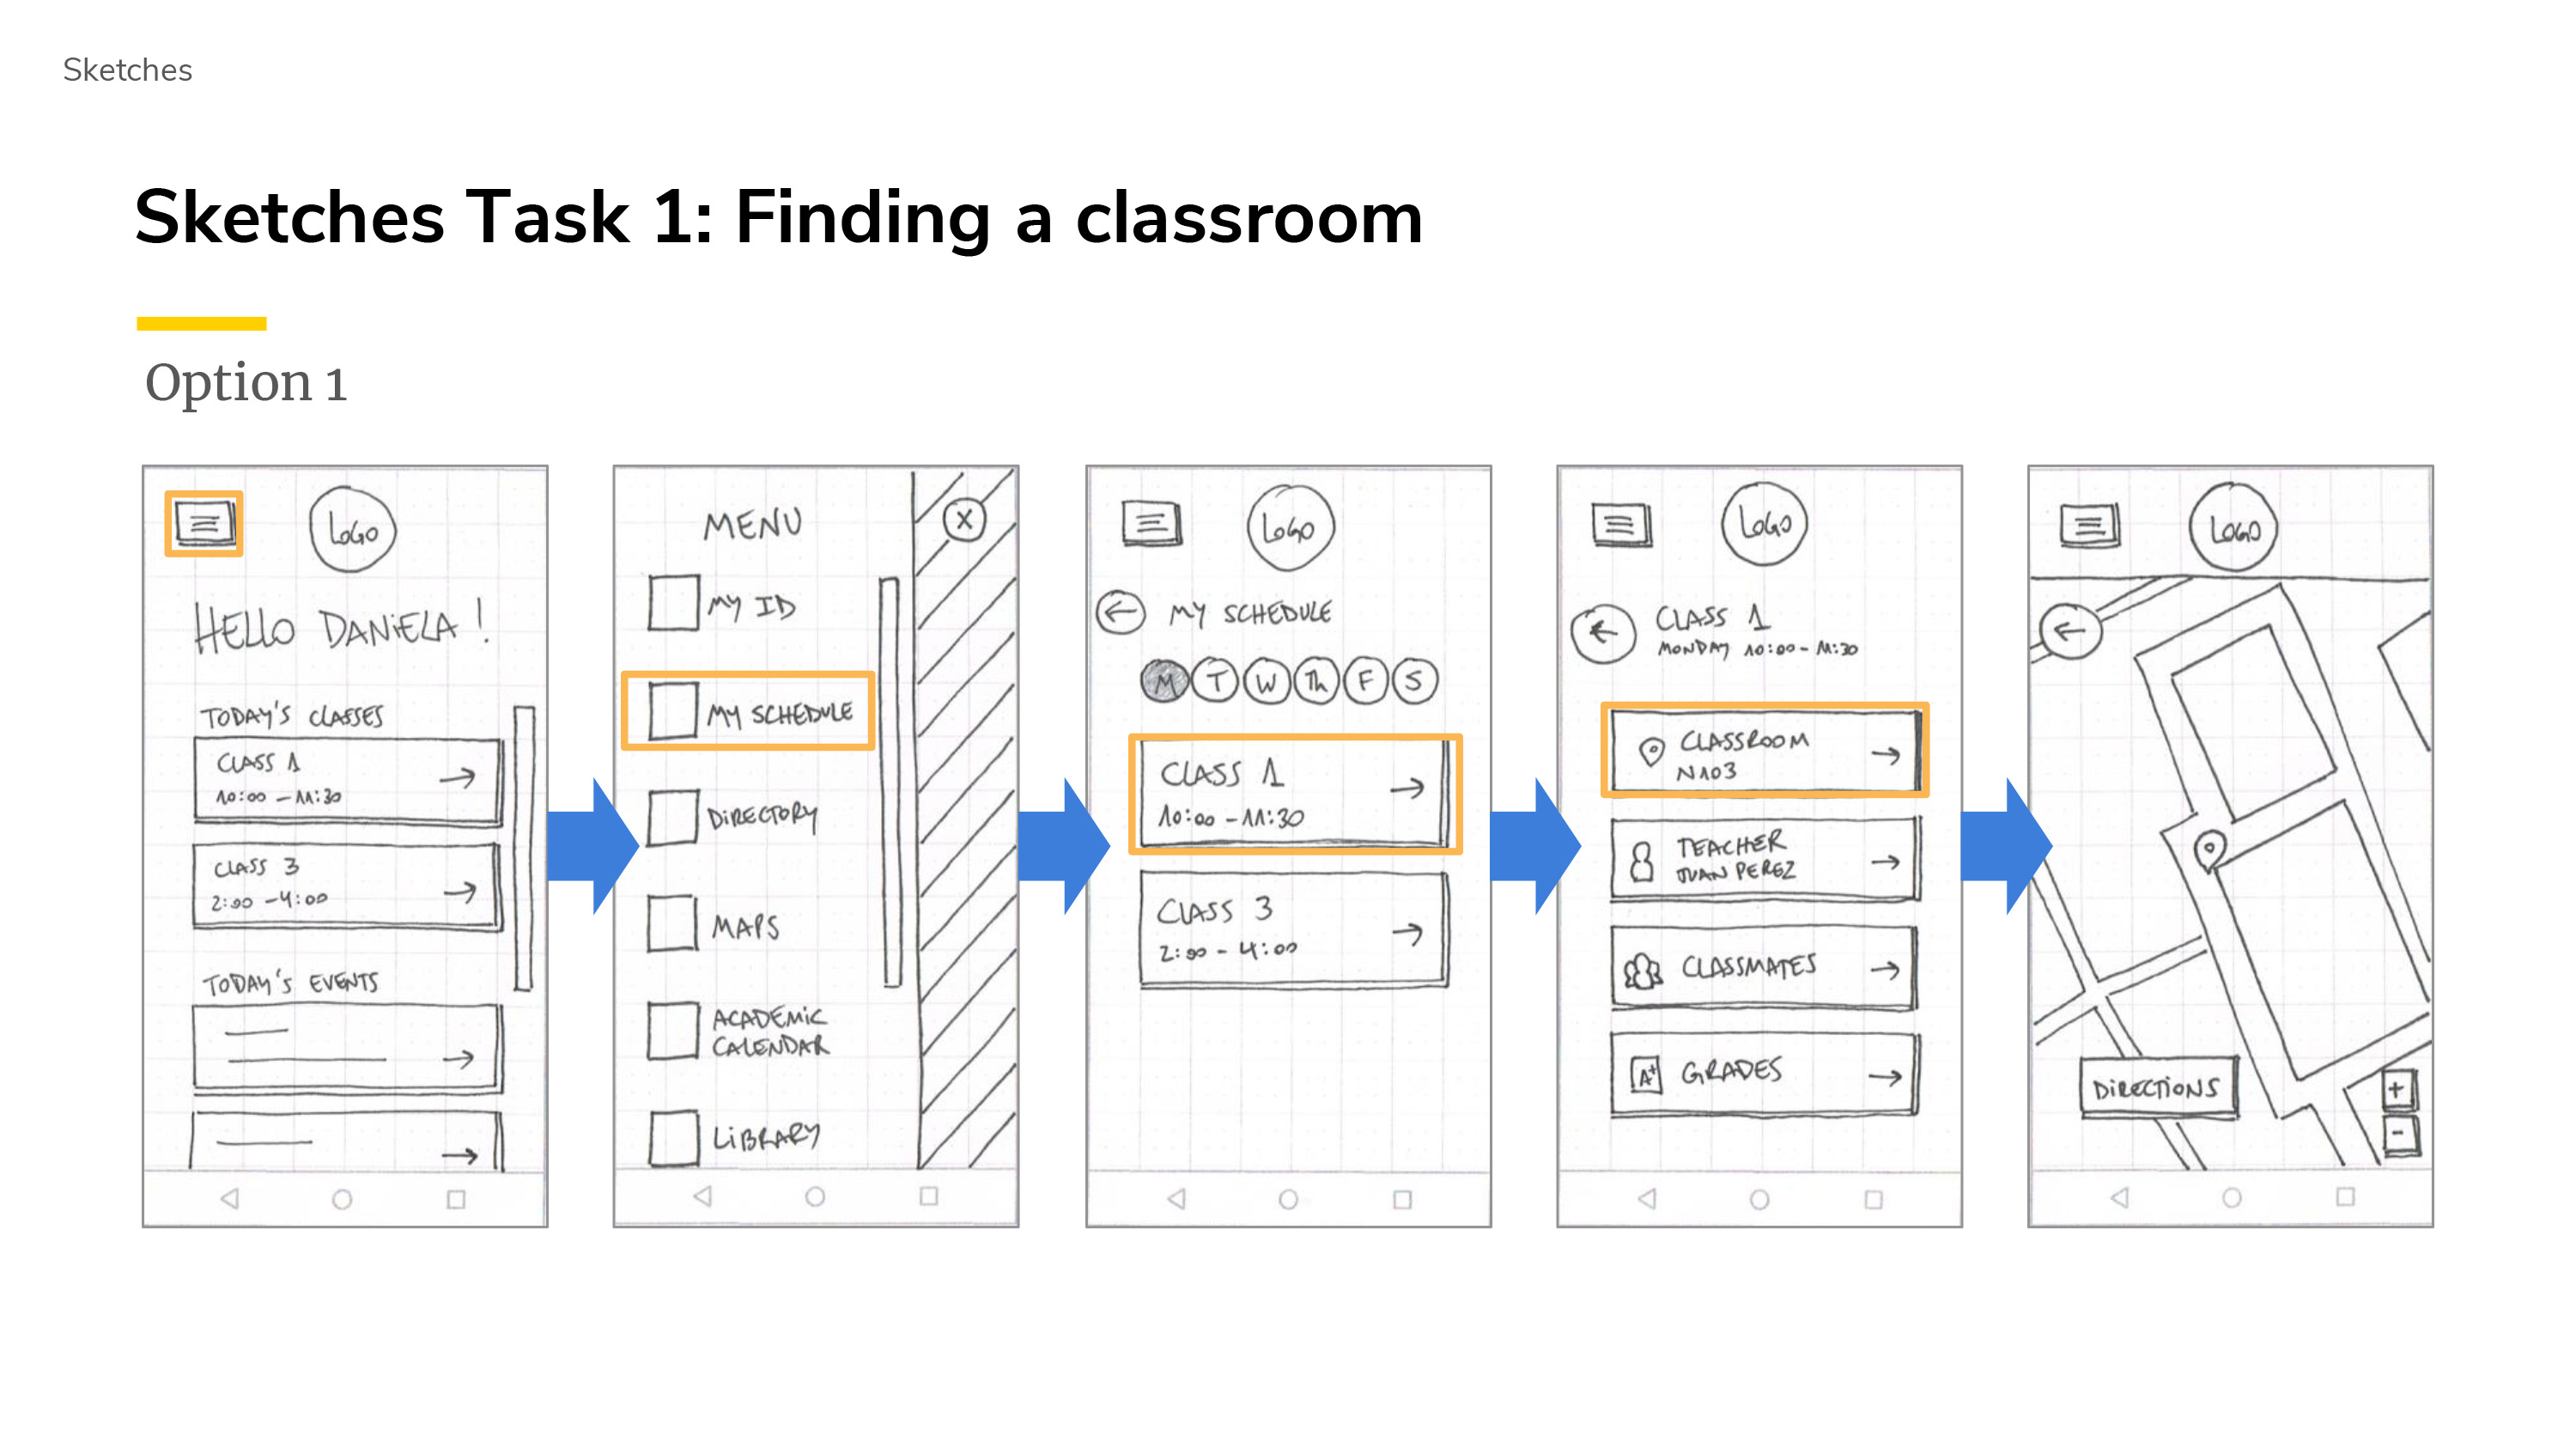 Sketches
Sketches Task 1: Finding a classroom
Option 1
LOGO
HELLO DANIELA!
TODAY'S CLASSES
CLASS 1
10:00 - 11:30
CLASS 3
2:00 - 4:00
TODAY'S EVENTS
MENU
X
MY ID
MY SCHEDULE
DIRECTORY
MAPS
ACADEMIC
CALENDAR
LIBRARY
LOGO
MY SCHEDULE
M T W Th F S
CLASS 1
10:00 - 11:30
CLASS 3
2:00 - 4:00
LOGO
CLASS 1
MONDAY 10:00 - 11:30
CLASSROOM
N103
TEACHER
JUAN PEREZ
CLASSMATES
A+ GRADES
LOGO
DIRECTIONS
+
-